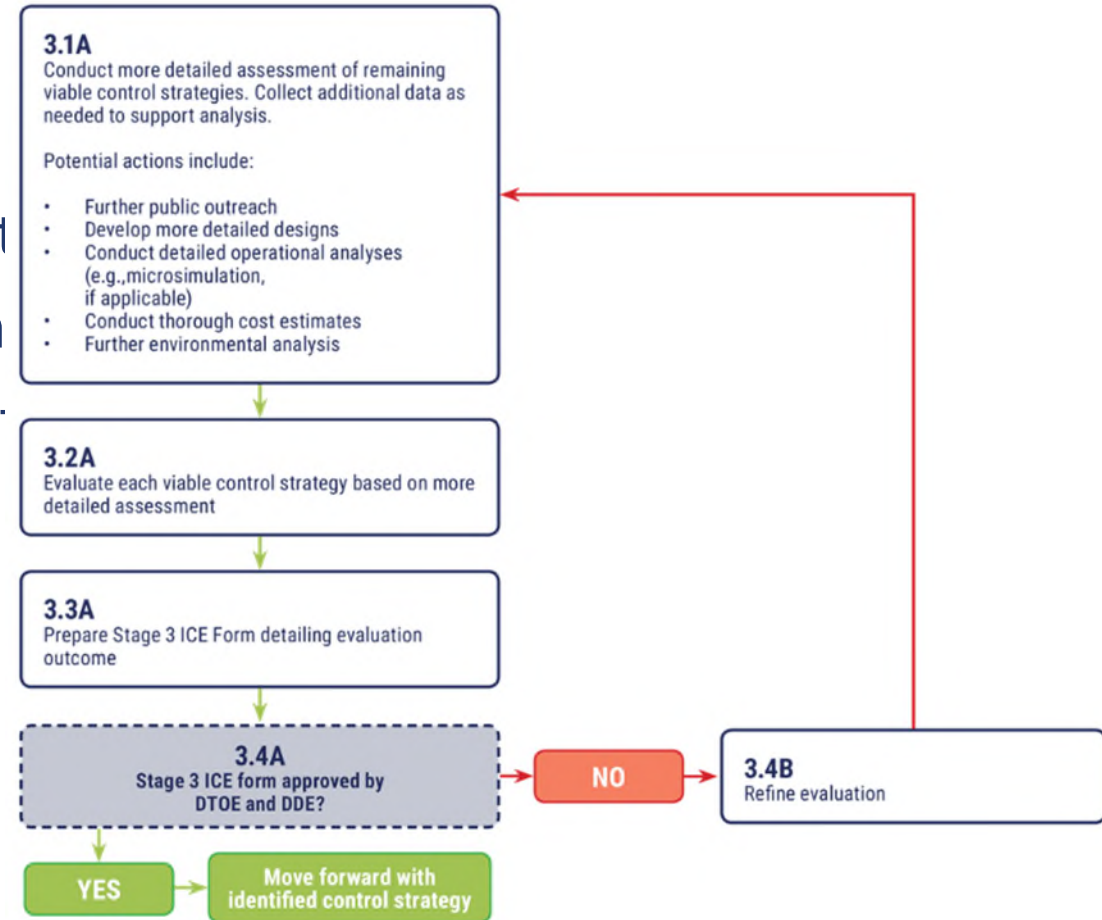 3.1A
Conduct more detailed assessment of remaining
viable control strategies. Collect additional data as
needed to support analysis.
Potential actions include:
• Further public outreach
• Develop more detailed designs
• Conduct detailed operational analyses
(e.g.,microsimulation,
if applicable)
• Conduct thorough cost estimates
• Further environmental analysis
3.2A
Evaluate each viable control strategy based on more
detailed assessment
3.3A
Prepare Stage 3 ICE Form detailing evaluation
outcome
3.4A
Stage 3 ICE form approved by
DTOE and DDE?
NO
3.4B
Refine evaluation
YES
Move forward with
identified control strategy